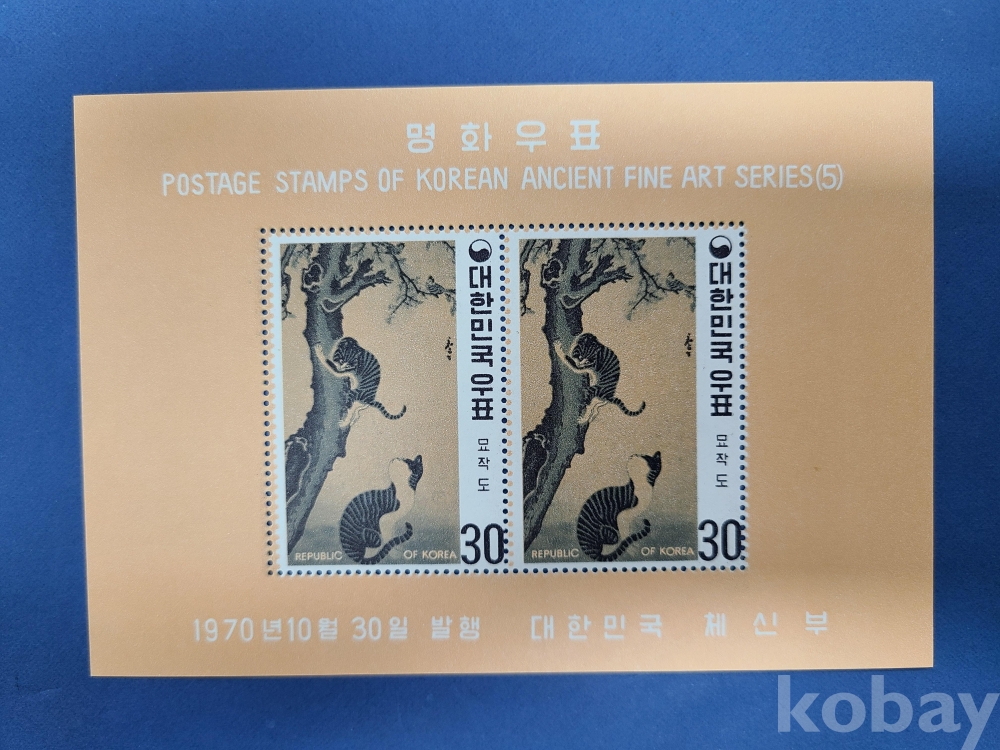 명화우표
POSTAGE STAMPS OF KOREAN ANCIENT FINE ART SERIES(5)
대한민국우표
묘작도
REPUBLIC OF KOREA
30
대한민국우표
묘작도
REPUBLIC OF KOREA
30
1970년10월 30일 발행 대한민국 체신부
kobay